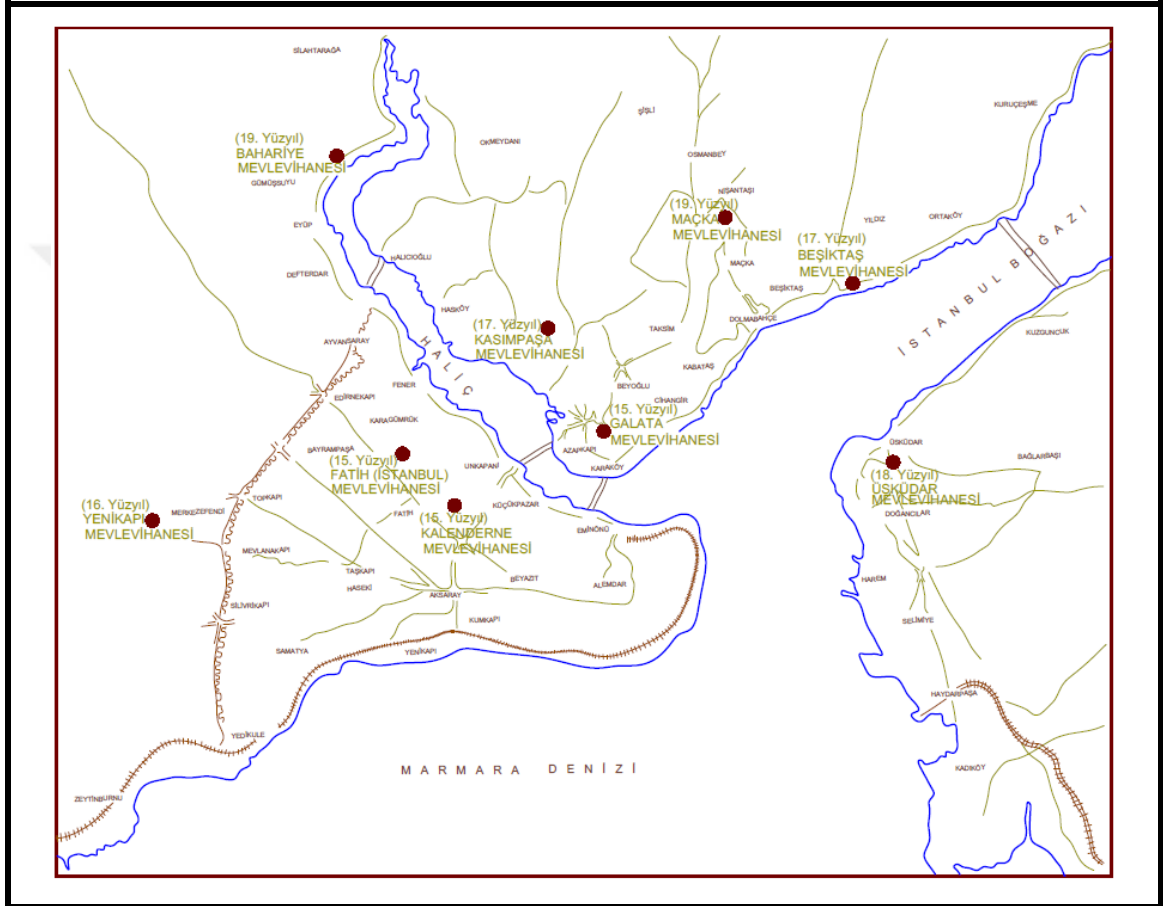 SİLAHTARAĞA
KURUÇEŞME
ŞİŞLİ
(19. Yüzyıl)
BAHARİYE
MEVLEVİHANESİ
OKMEYDANI
OSMANBEY
GÜMÜŞSUYU
NİŞANTAŞI
(19. Yüzyıl)
MAÇKA
MEVLEVİHANESİ
YILDIZ
ORTAKÖY
EYÜP
(17. Yüzyıl)
BEŞİKTAŞ
MEVLEVİHANESİ
İSTANBUL BOĞAZI
HALICIOĞLU
MAÇKA
DEFTERDAR
BEŞİKTAŞ
HASKÖY
DOLMABAHÇE
(17. Yüzyıl)
KASIMPAŞA
MEVLEVİHANESİ
TAKSİM
KUZGUNCUK
AYVANSARAY
HALİÇ
KABATAŞ
FENER
BEYOĞLU
EDİRNEKAPI
CİHANGİR
KARAGÜMRÜK
(15. Yüzyıl)
GALATA
MEVLEVİHANESİ
ÜSKÜDAR
BAYRAMPAŞA
AZAPKAPI
BAĞLARBAŞI
(15. Yüzyıl)
FATİH (İSTANBUL)
MEVLEVİHANESİ
UNKAPANI
KARAKÖY
(18. Yüzyıl)
ÜSKÜDAR
MEVLEVİHANESİ
TOPKAPI
(16. Yüzyıl)
YENİKAPI
MEVLEVİHANESİ
MERKEZEFENDİ
KÜÇÜKPAZAR
FATİH
DOĞANCILAR
(15. Yüzyıl)
KALENDERNE
MEVLEVİHANESİ
EMİNÖNÜ
MEVLANAKAPI
TAŞKAPI
BEYAZIT
HAREM
HASEKİ
ALEMDAR
AKSARAY
SİLİVRİKAPI
KUMKAPI
SELİMİYE
SAMATYA
YENİKAPI
HAYDARPAŞA
YEDİKULE
MARMARA DENİZİ
KADIKÖY
ZEYTİNBURNU